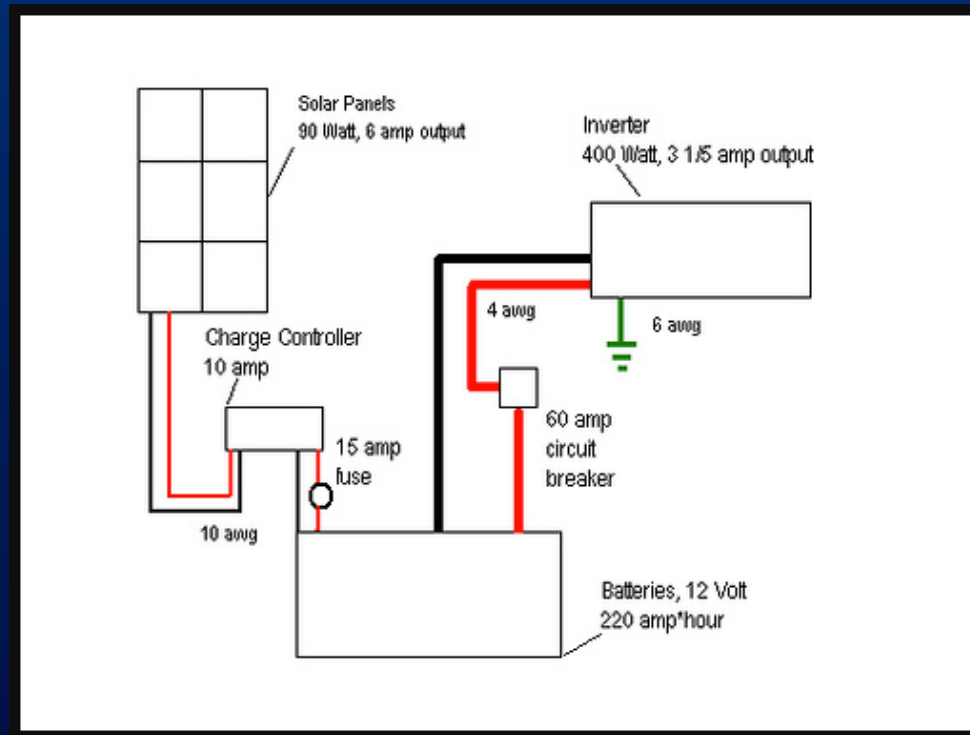 Solar Panels
90 Watt, 6 amp output
Inverter
400 Watt, 3 1/5 amp output
4 awg
6 awg
Charge Controller
10 amp
60 amp
circuit
breaker
15 amp
fuse
10 awg
Batteries, 12 Volt
220 amp*hour